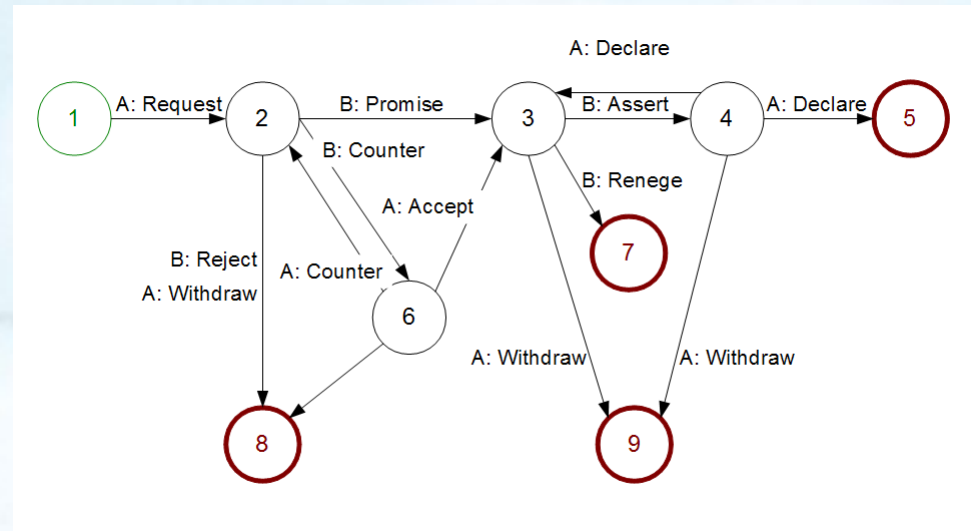 A: Declare
1
A: Request
2
B: Promise
3
B: Assert
4
A: Declare
5
B: Counter
B: Renege
A: Accept
7
B: Reject
A: Counter
A: Withdraw
6
A: Withdraw
A: Withdraw
8
9